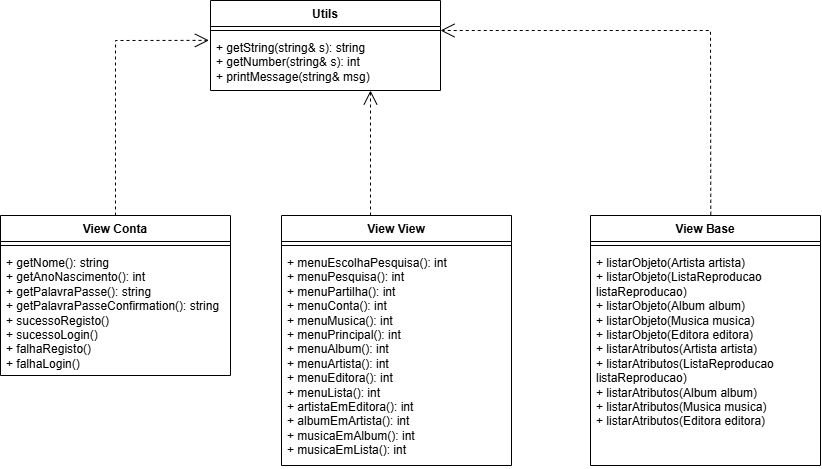 Utils
+ getString(string& s): string
+ getNumber(string& s): int
+ printMessage(string& msg)
View Conta
+ getNome(): string
+ getAnoNascimento(): int
+ getPalavraPasse(): string
+ getPalavraPasseConfirmation(): string
+ sucessoRegisto()
+ sucessoLogin()
+ falhaRegisto()
+ falhaLogin()
View View
+ menuEscolhaPesquisa(): int
+ menuPesquisa(): int
+ menuPartilha(): int
+ menuConta(): int
+ menuMusica(): int
+ menuPrincipal(): int
+ menuAlbum(): int
+ menuArtista(): int
+ menuEditora(): int
+ menuLista(): int
+ artistaEmEditora(): int
+ albumEmArtista(): int
+ musicaEmAlbum(): int
+ musicaEmLista(): int
View Base
+ listarObjeto(Artista artista)
+ listarObjeto(ListaReproducao
listaReproducao)
+ listarObjeto(Album album)
+ listarObjeto(Musica musica)
+ listarObjeto(Editora editora)
+ listarAtributos(Artista artista)
+ listarAtributos(ListaReproducao
listaReproducao)
+ listarAtributos(Album album)
+ listarAtributos(Musica musica)
+ listarAtributos(Editora editora)